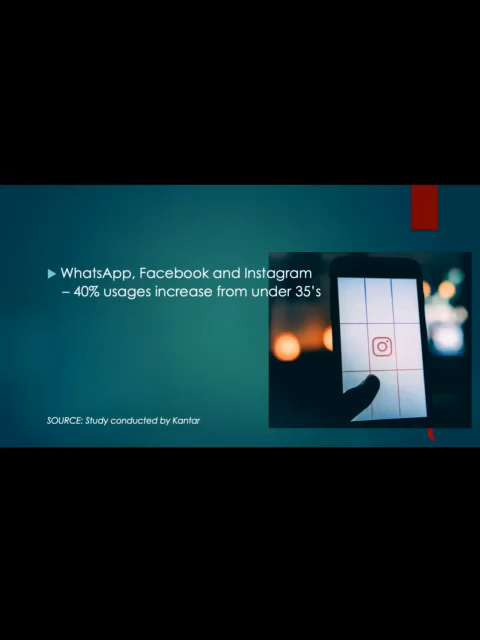 WhatsApp, Facebook and Instagram
– 40% usages increase from under 35's
SOURCE: Study conducted by Kantar